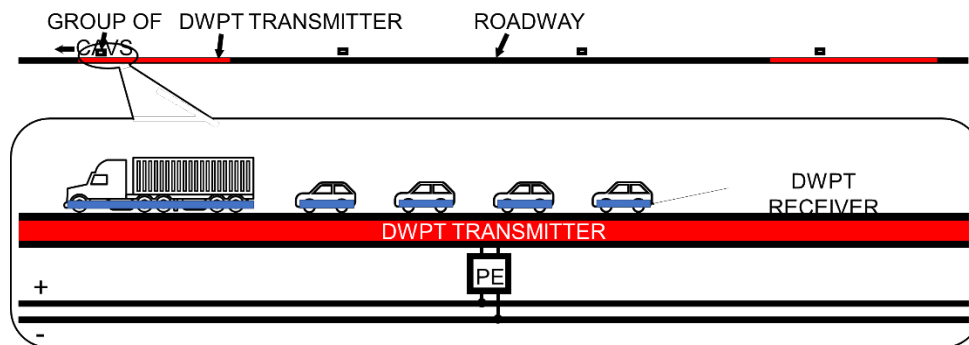 GROUP OF
CAVS
DWPT TRANSMITTER
ROADWAY
DWPT
RECEIVER
DWPT TRANSMITTER
PE
+
-